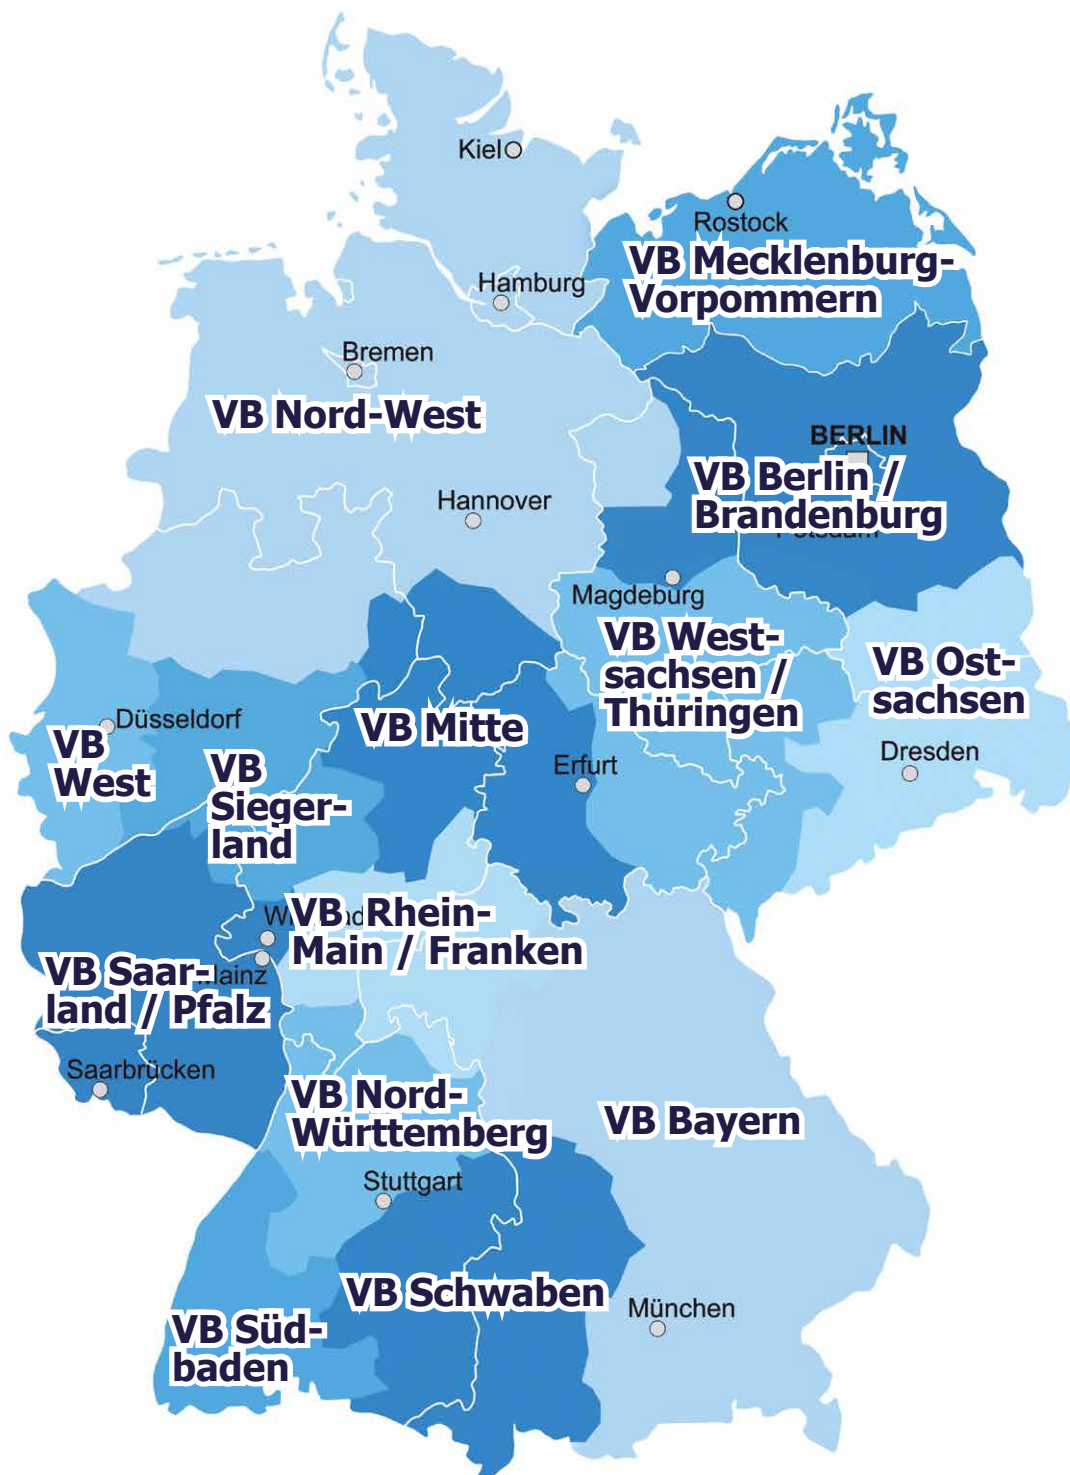 Kiel
Rostock
VB Mecklenburg-
Vorpommern
Hamburg
Bremen
VB Nord-West
BERLIN
VB Berlin /
Brandenburg
Hannover
Magdeburg
VB West-
sachsen /
Thüringen
VB Ost-
sachsen
Düsseldorf
VB
West
VB Mitte
Erfurt
Dresden
VB
Sieger-
land
VB Rhein-
Main / Franken
VB Saar-
land / Pfalz
Mainz
Saarbrücken
VB Nord-
Württemberg
VB Bayern
Stuttgart
VB Schwaben
München
VB Süd-
baden